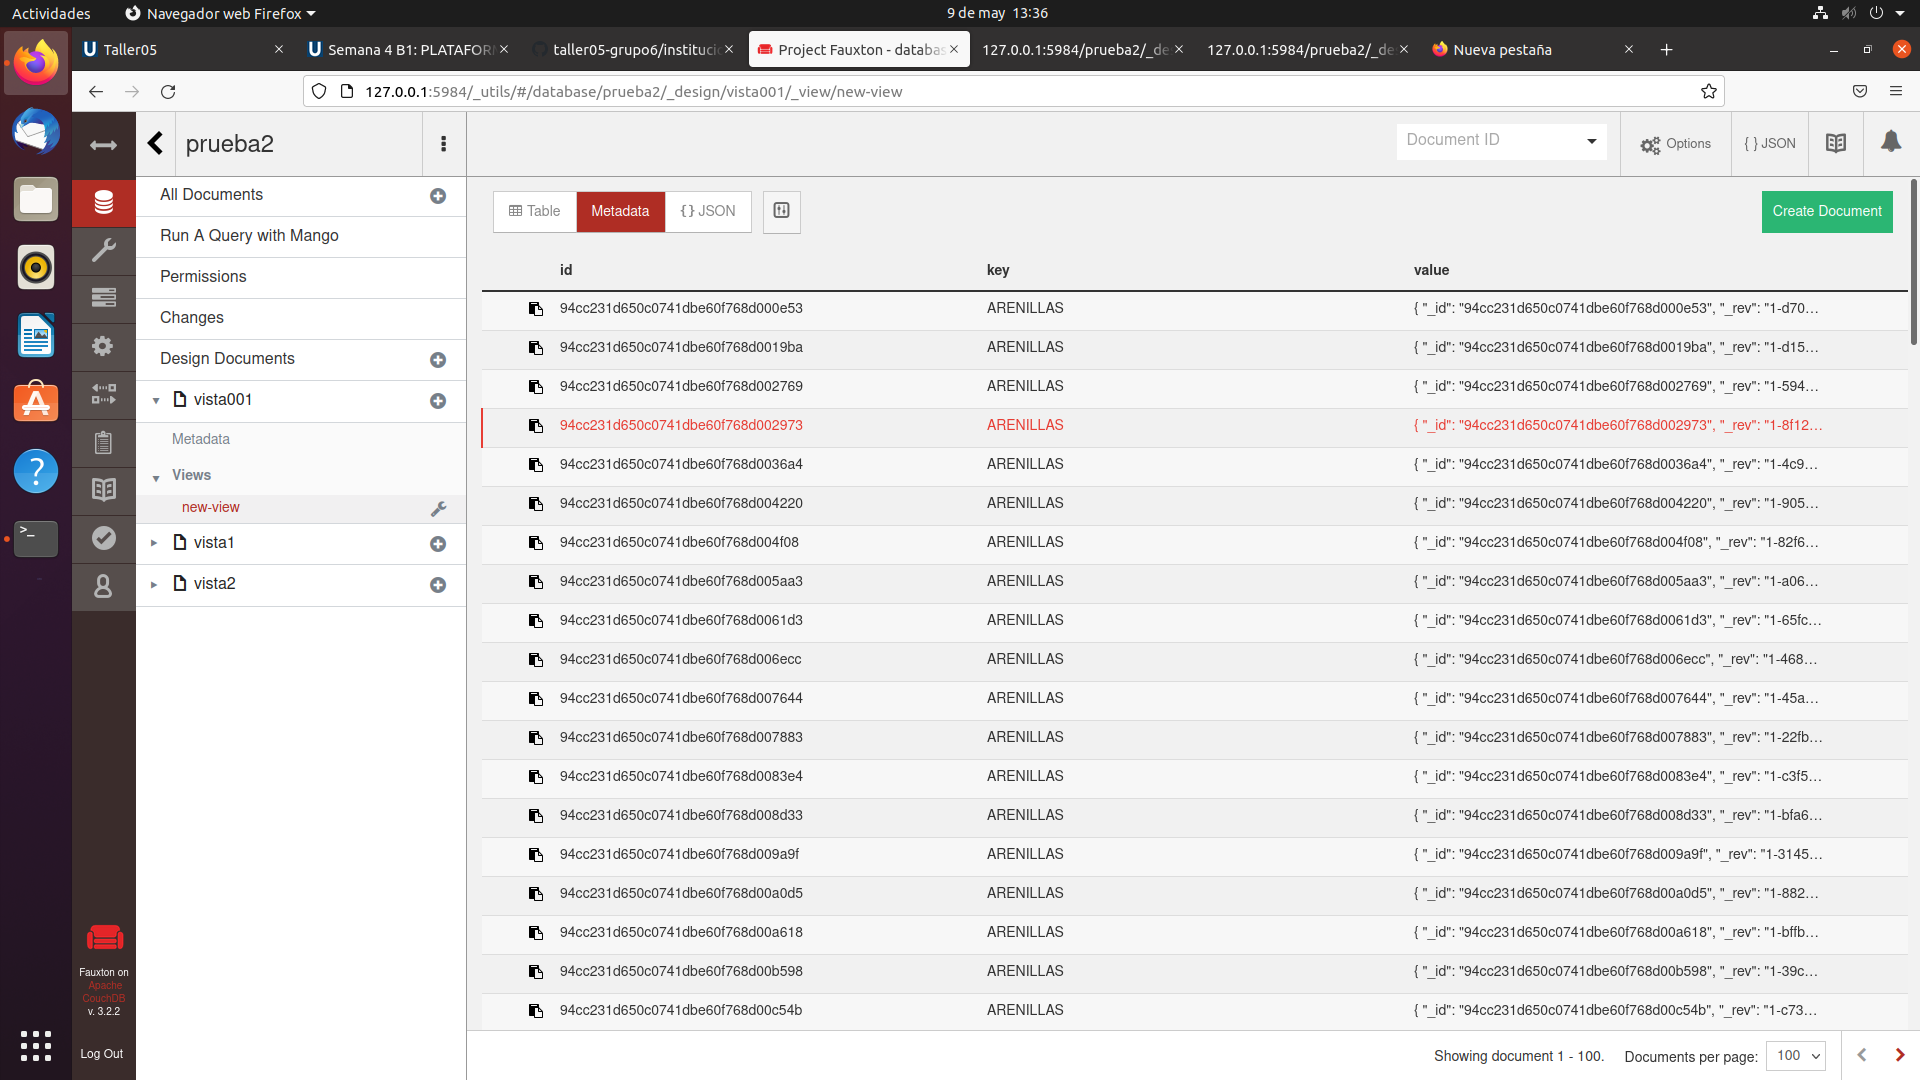 Actividades
Navegador web Firefox
9 de may 13:36
Taller05
Semana 4 B1: PLATAFOR
taller05-grupo6/instituci
Project Fauxton - databas
127.0.0.1:5984/prueba2/_de
127.0.0.1:5984/prueba2/_de
Nueva pestaña
127.0.0.1:5984/_utils/#/database/prueba2/_design/vista001/_view/new-view
prueba2
Document ID
Options
{ } JSON
All Documents
Run A Query with Mango
Permissions
Changes
Design Documents
vista001
Metadata
Views
new-view
vista1
vista2
Table
Metadata
{ } JSON
Create Document
id key value
94cc231d650c0741dbe60f768d000e53 ARENILLAS { "_id": "94cc231d650c0741dbe60f768d000e53", "_rev": "1-d70...
94cc231d650c0741dbe60f768d0019ba ARENILLAS { "_id": "94cc231d650c0741dbe60f768d0019ba", "_rev": "1-d15...
94cc231d650c0741dbe60f768d002769 ARENILLAS { "_id": "94cc231d650c0741dbe60f768d002769", "_rev": "1-594...
94cc231d650c0741dbe60f768d002973 ARENILLAS { "_id": "94cc231d650c0741dbe60f768d002973", "_rev": "1-8f12...
94cc231d650c0741dbe60f768d0036a4 ARENILLAS { "_id": "94cc231d650c0741dbe60f768d0036a4", "_rev": "1-4c9...
94cc231d650c0741dbe60f768d004220 ARENILLAS { "_id": "94cc231d650c0741dbe60f768d004220", "_rev": "1-905...
94cc231d650c0741dbe60f768d004f08 ARENILLAS { "_id": "94cc231d650c0741dbe60f768d004f08", "_rev": "1-82f6...
94cc231d650c0741dbe60f768d005aa3 ARENILLAS { "_id": "94cc231d650c0741dbe60f768d005aa3", "_rev": "1-a06...
94cc231d650c0741dbe60f768d0061d3 ARENILLAS { "_id": "94cc231d650c0741dbe60f768d0061d3", "_rev": "1-65fc...
94cc231d650c0741dbe60f768d006ecc ARENILLAS { "_id": "94cc231d650c0741dbe60f768d006ecc", "_rev": "1-468...
94cc231d650c0741dbe60f768d007644 ARENILLAS { "_id": "94cc231d650c0741dbe60f768d007644", "_rev": "1-45a...
94cc231d650c0741dbe60f768d007883 ARENILLAS { "_id": "94cc231d650c0741dbe60f768d007883", "_rev": "1-22fb...
94cc231d650c0741dbe60f768d0083e4 ARENILLAS { "_id": "94cc231d650c0741dbe60f768d0083e4", "_rev": "1-c3f5...
94cc231d650c0741dbe60f768d008d33 ARENILLAS { "_id": "94cc231d650c0741dbe60f768d008d33", "_rev": "1-bfa6...
94cc231d650c0741dbe60f768d009a9f ARENILLAS { "_id": "94cc231d650c0741dbe60f768d009a9f", "_rev": "1-3145...
94cc231d650c0741dbe60f768d00a0d5 ARENILLAS { "_id": "94cc231d650c0741dbe60f768d00a0d5", "_rev": "1-882...
94cc231d650c0741dbe60f768d00a618 ARENILLAS { "_id": "94cc231d650c0741dbe60f768d00a618", "_rev": "1-bffb...
94cc231d650c0741dbe60f768d00b598 ARENILLAS { "_id": "94cc231d650c0741dbe60f768d00b598", "_rev": "1-39c...
94cc231d650c0741dbe60f768d00c54b ARENILLAS { "_id": "94cc231d650c0741dbe60f768d00c54b", "_rev": "1-c73...
Fauxton on
Apache
CouchDB
v. 3.2.2
Log Out
Showing document 1 - 100. Documents per page: 100